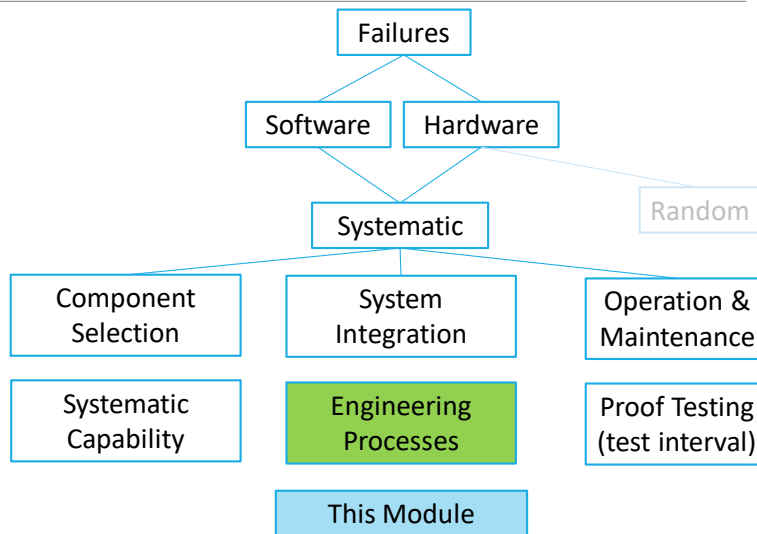 Failures
Software
Hardware
Random
Systematic
Component
Selection
System
Integration
Operation &
Maintenance
Systematic
Capability
Engineering
Processes
Proof Testing
(test interval)
This Module